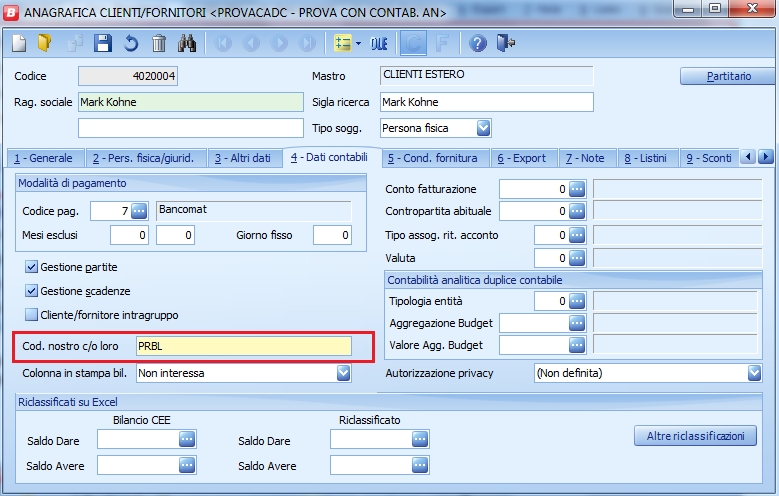 B ANAGRAFICA CLIENTI/FORNITORI <PROVACADC - PROVA CON CONTAB. AN>
DLE C F ?
Codice 4020004 Mastro CLIENTI ESTERO Partitario
Rag. sociale Mark Kohne Sigla ricerca Mark Kohne
Tipo sogg. Persona fisica
1 - Generale 2 - Pers. fisica/giurid. 3 - Altri dati 4 - Dati contabili 5 - Cond. fornitura 6 - Export 7 - Note 8 - Listini 9 - Sconti
Modalità di pagamento
Codice pag. 7 ... Bancomat
Mesi esclusi 0 0 Giorno fisso 0
Gestione partite
Gestione scadenze
Cliente/fornitore intragruppo
Cod. nostro c/o loro PRBL
Colonna in stampa bil. Non interessa
Conto fatturazione 0 ...
Contropartita abituale 0 ...
Tipo assog. rit. acconto 0 ...
Valuta 0 ...
Contabilità analitica duplice contabile
Tipologia entità 0 ...
Aggregazione Budget ...
Valore Agg. Budget ...
Autorizzazione privacy (Non definita)
Riclassificati su Excel
Bilancio CEE Riclassificato
Saldo Dare ... Saldo Dare ...
Saldo Avere ... Saldo Avere ...
Altre riclassificazioni